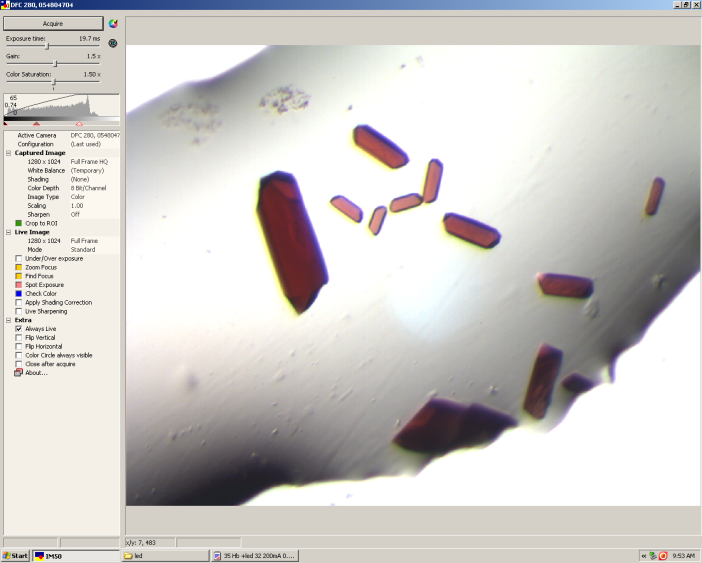 DFC 280, 054804704
Acquire
Exposure time: 19.7 ms
Gain: 1.5 x
Color Saturation: 1.50 x
65
0.74
0
Active Camera DFC 280, 0548047
Configuration (Last used)
Captured Image
1280 x 1024 Full Frame HQ
White Balance (Temporary)
Shading (None)
Color Depth 8 Bit/Channel
Image Type Color
Scaling 1.00
Sharpen Off
Crop to ROI
Live Image
1280 x 1024 Full Frame
Mode Standard
Under/Over exposure
Zoom Focus
Find Focus
Spot Exposure
Check Color
Apply Shading Correction
Live Sharpening
Extra
Always Live
Flip Vertical
Flip Horizontal
Color Circle always visible
Close after acquire
About...
x/y: 7, 483
Start IM50 led 35 Hb +led 32 200mA 0.... « 9:53 AM